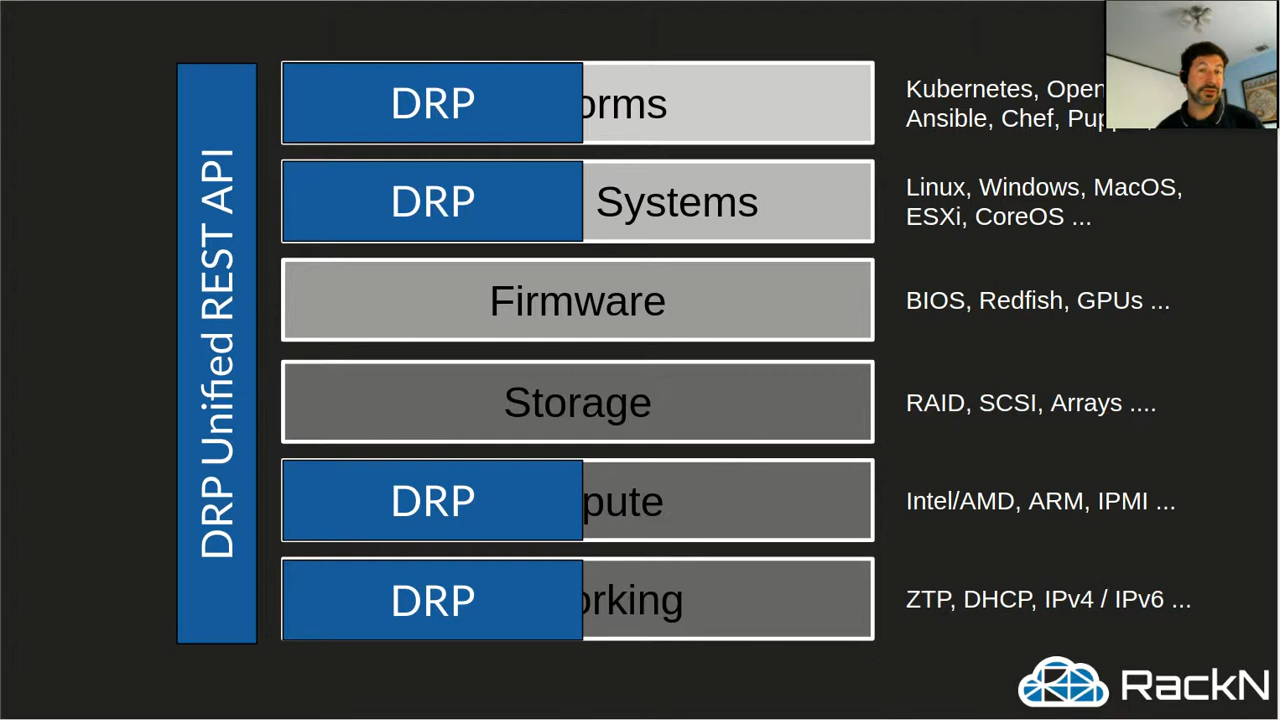 DRP Unified REST API
DRP orms
Kubernetes, Open
Ansible, Chef, Pup
DRP Systems
Linux, Windows, MacOS,
ESXi, CoreOS ...
Firmware
BIOS, Redfish, GPUs ...
Storage
RAID, SCSI, Arrays ....
DRP pute
Intel/AMD, ARM, IPMI ...
DRP orking
ZTP, DHCP, IPv4 / IPv6 ...
RackN